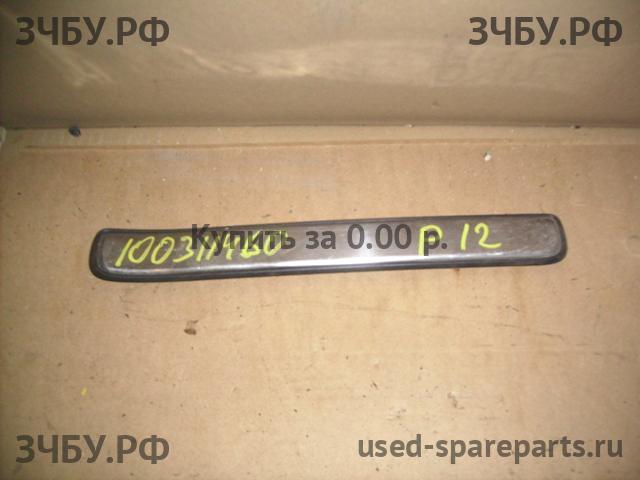 ЗЧБУ.РФ ЗЧБУ.РФ
Купить за 0.00 р.
P 12
ЗЧБУ.РФ used-spareparts.ru